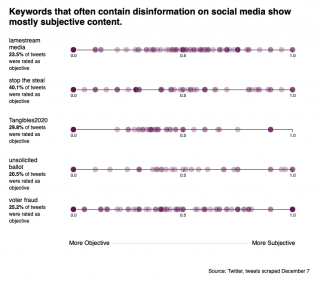 Keywords that often contain disinformation on social media show
mostly subjective content.
lamestream
media
23.5% of tweets
were rated as
objective
0.0 0.5 1.0
stop the steal
40.1% of tweets
were rated as
objective
0.0 0.5 1.0
Tangibles2020
29.8% of tweets
were rated as
objective
0.0 0.5 1.0
unsolicited
ballot
20.5% of tweets
were rated as
objective
0.0 0.5 1.0
voter fraud
25.2% of tweets
were rated as
objective
0.0 0.5 1.0
More Objective More Subjective
Source: Twitter, tweets scraped December 7